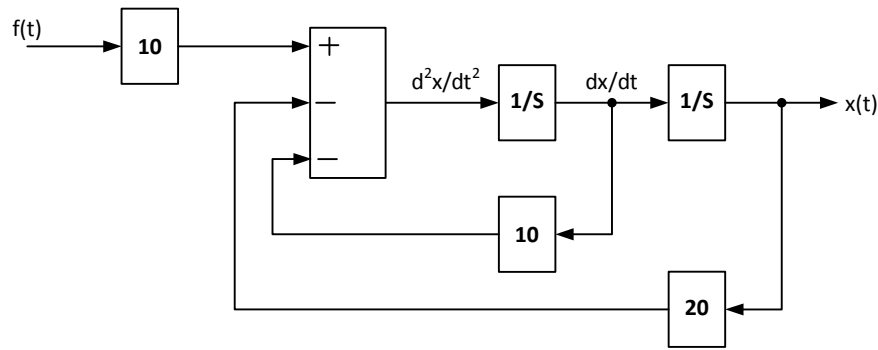 f(t)
10
+
−
−
d²x/dt²
1/S
dx/dt
1/S
x(t)
10
20